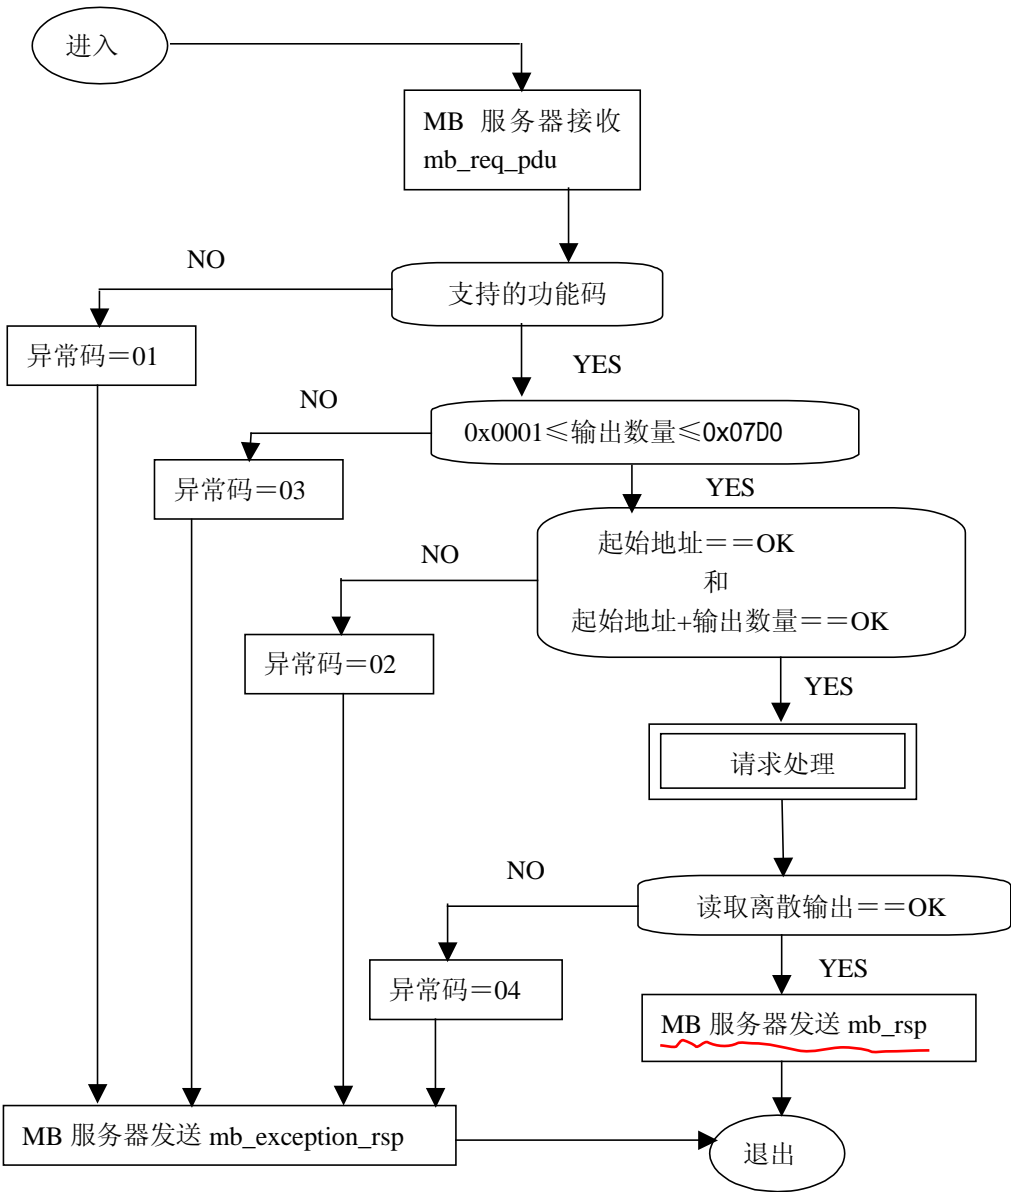 进入
MB 服务器接收
mb_req_pdu
NO
支持的功能码
异常码＝01
YES
NO
0x0001≤输出数量≤0x07D0
异常码＝03
YES
NO
起始地址＝＝OK
和
起始地址+输出数量＝＝OK
异常码＝02
YES
请求处理
NO
读取离散输出＝＝OK
异常码＝04
YES
MB 服务器发送 mb_rsp
MB 服务器发送 mb_exception_rsp
退出